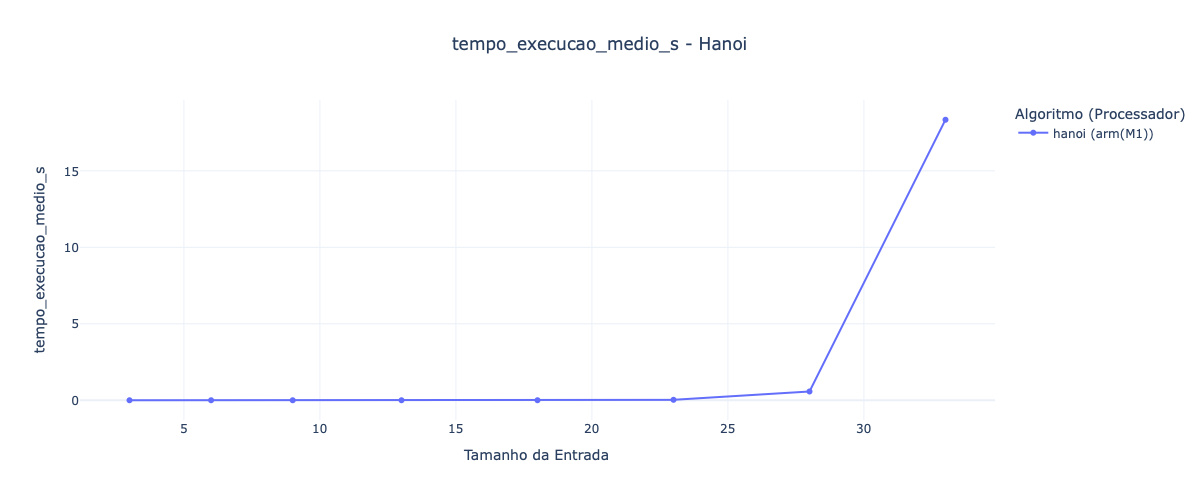 tempo_execucao_medio_s - Hanoi
Algoritmo (Processador)
hanoi (arm(M1))
tempo_execucao_medio_s
15
10
5
0
5
10
15
20
25
30
Tamanho da Entrada